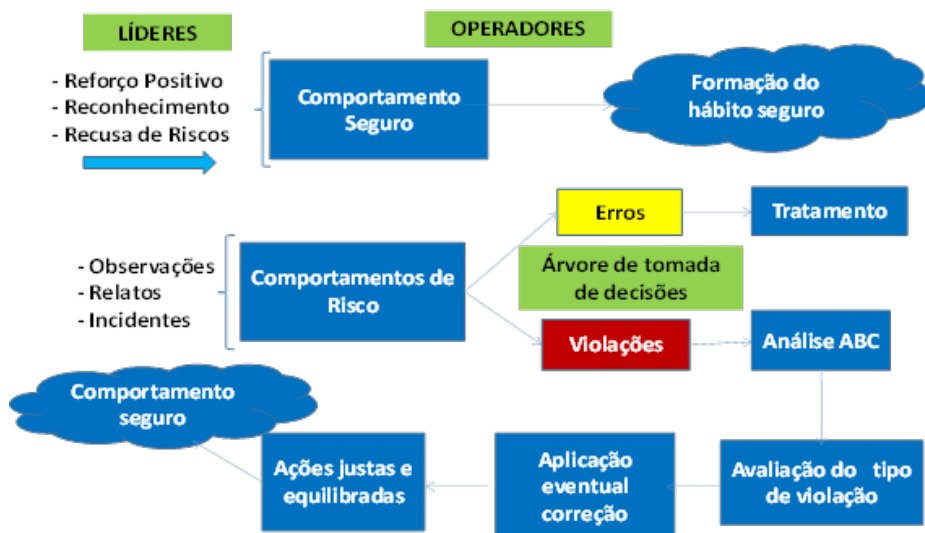 LÍDERES
OPERADORES
- Reforço Positivo
- Reconhecimento
- Recusa de Riscos
Comportamento
Seguro
Formação do
hábito seguro
Erros
Tratamento
- Observações
- Relatos
- Incidentes
Comportamentos de
Risco
Árvore de tomada
de decisões
Violações
Análise ABC
Comportamento
seguro
Ações justas e
equilibradas
Aplicação
eventual
correção
Avaliação do tipo
de violação